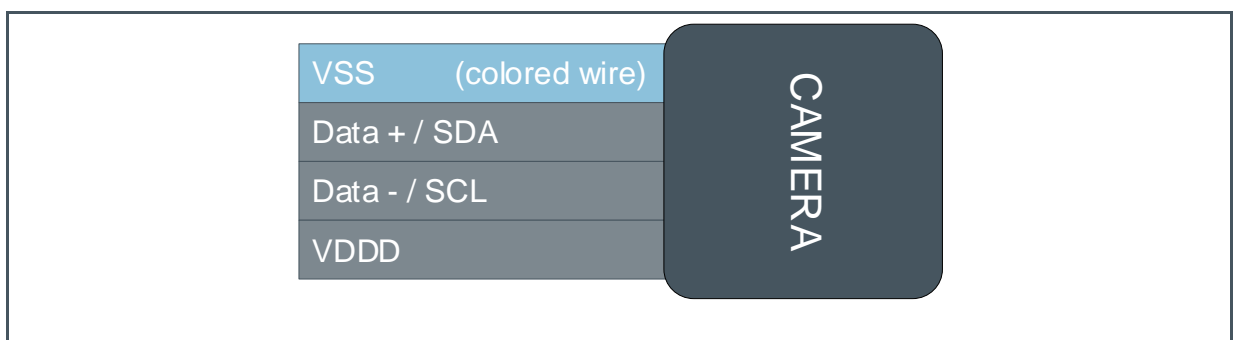 VSS (colored wire)
Data + / SDA
Data - / SCL
VDDD
CAMERA